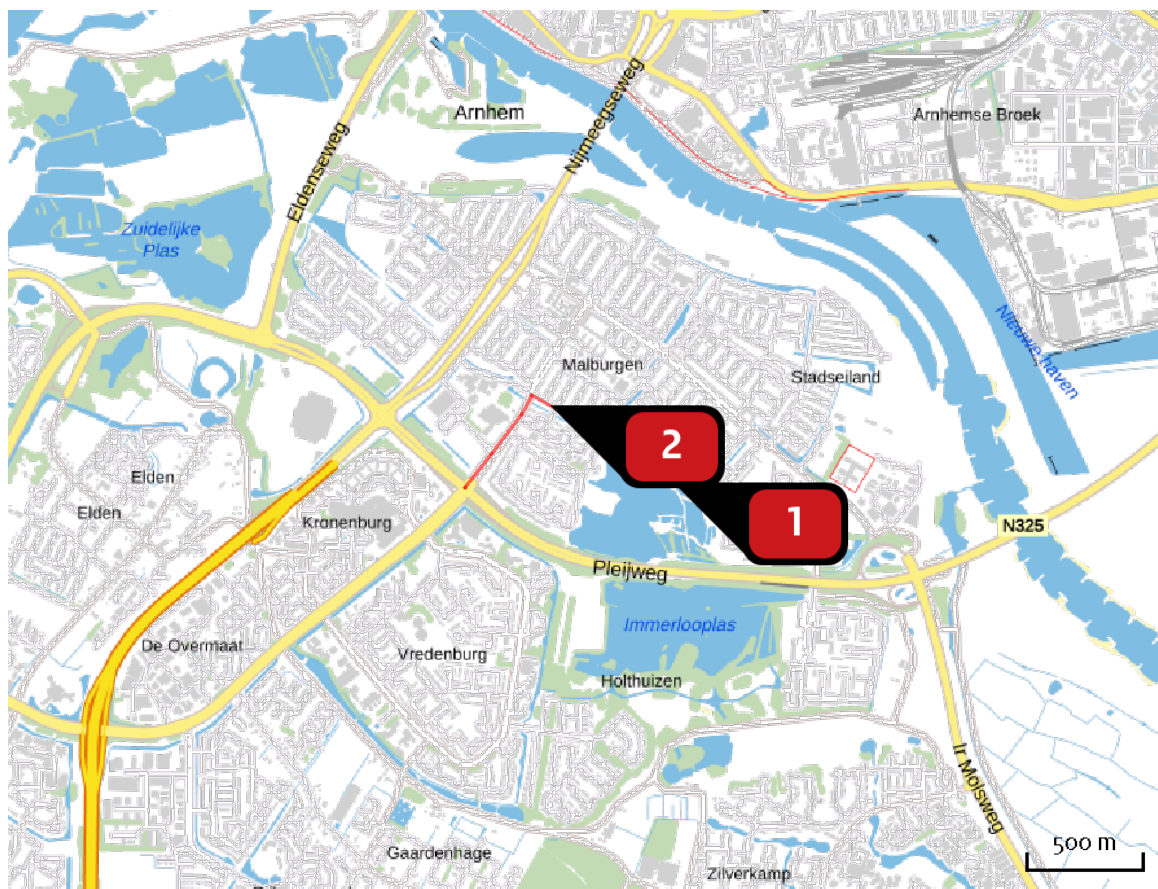 Arnhem
Arnhemse Broek
Nijmeegseweg
Eldenseweg
Zuidelijke
Plas
Nieuwe haven
Malburgen
Stadseiland
2
Elden
Elden
1
Kronenburg
N325
Pleijweg
Immerlooplas
De Overmaat
Vredenburg
Holthuizen
Ir Molsweg
500 m
Gaardenhage
Zilverkamp